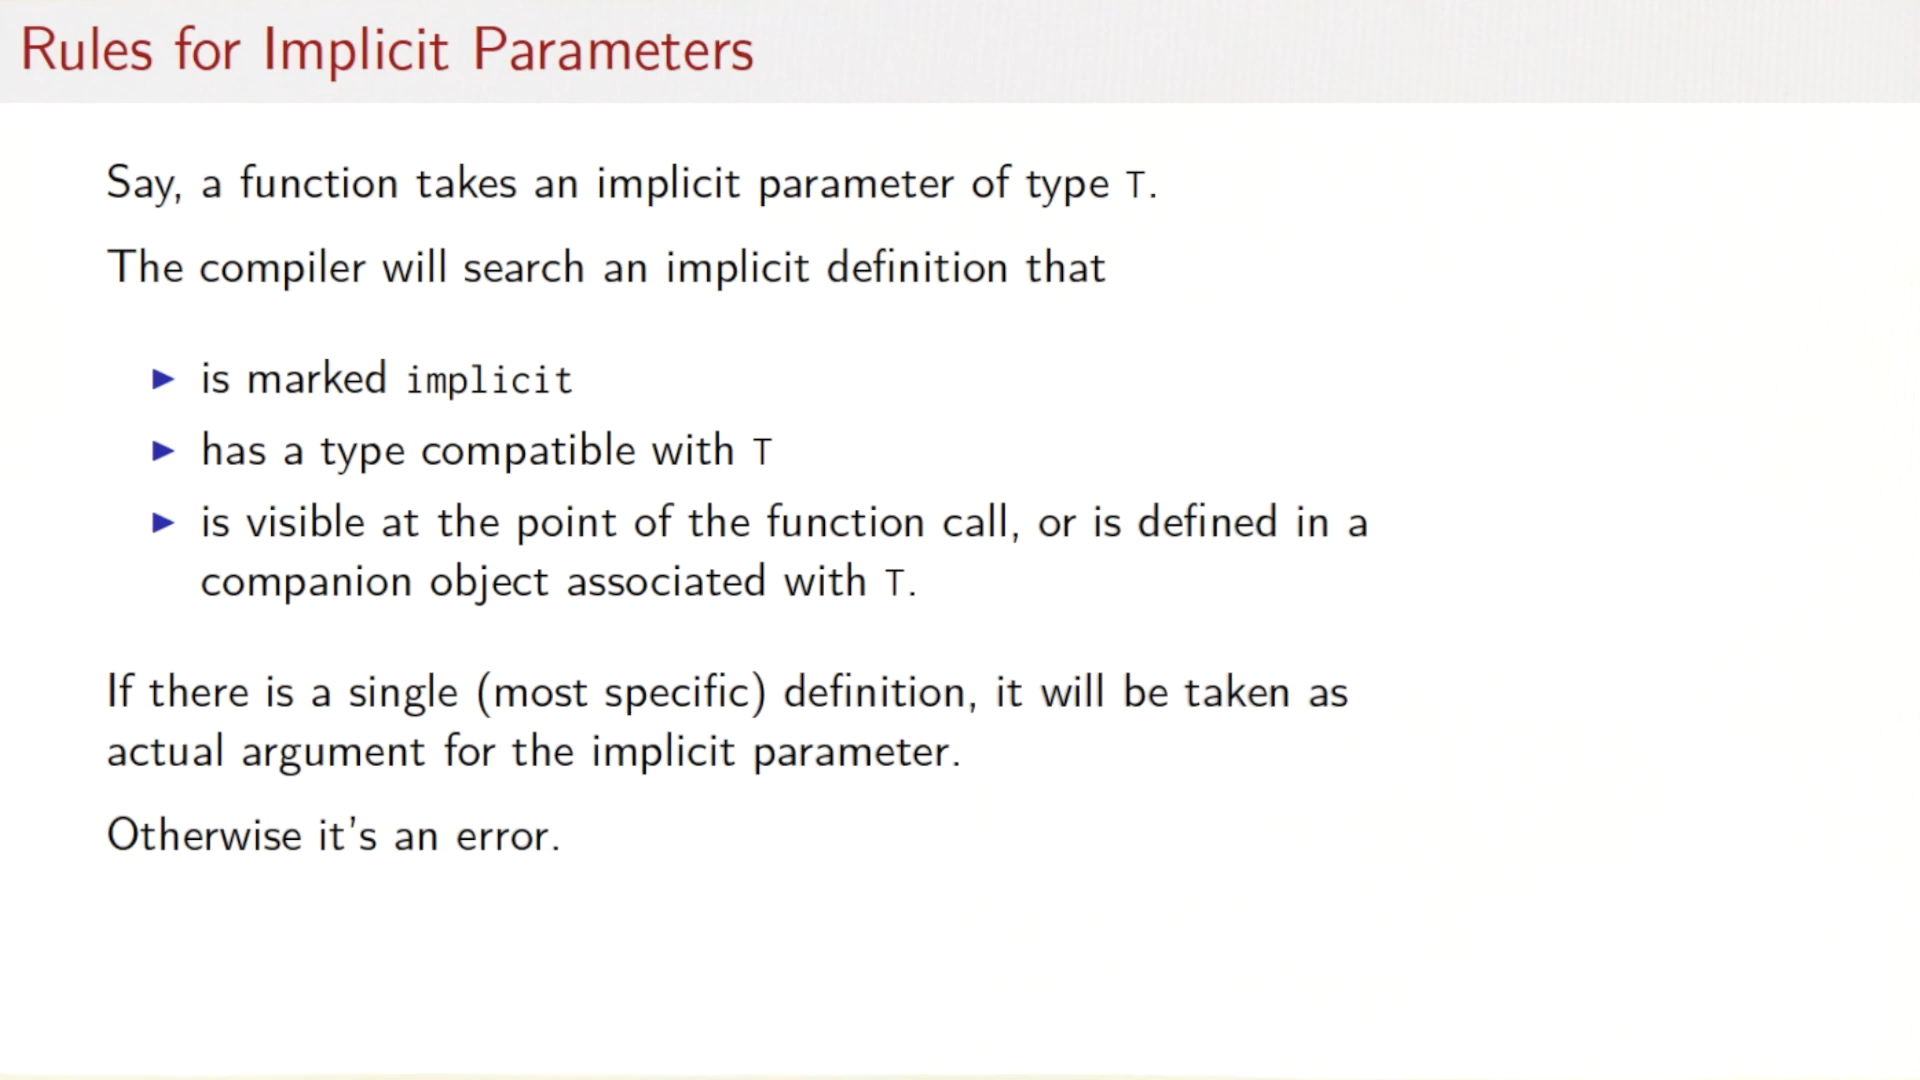 Rules for Implicit Parameters
Say, a function takes an implicit parameter of type T.
The compiler will search an implicit definition that
▶ is marked implicit
▶ has a type compatible with T
▶ is visible at the point of the function call, or is defined in a
companion object associated with T.
If there is a single (most specific) definition, it will be taken as
actual argument for the implicit parameter.
Otherwise it's an error.